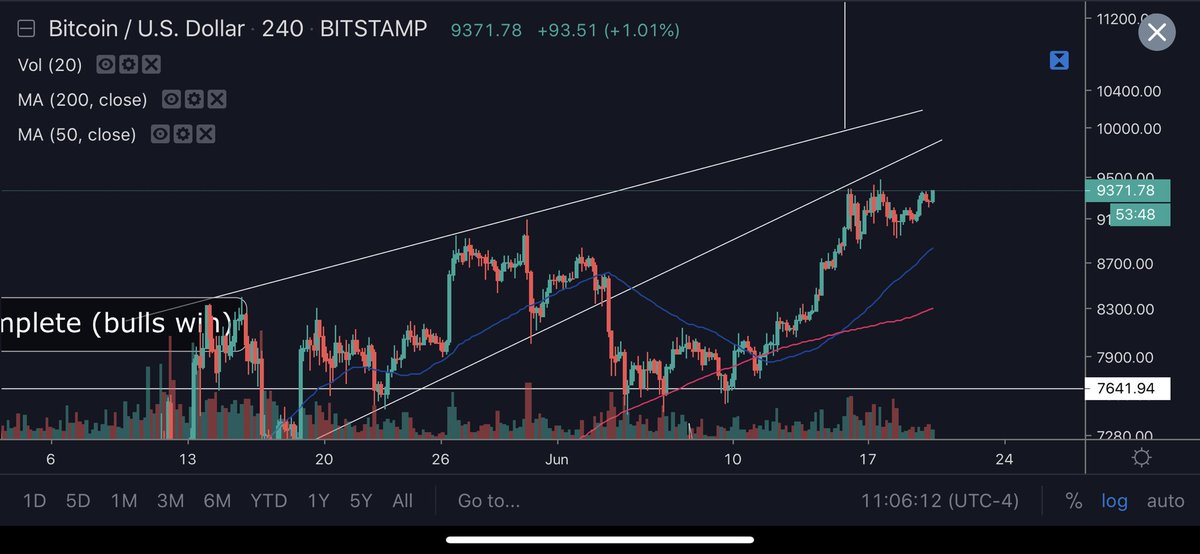 Bitcoin / U.S. Dollar · 240 · BITSTAMP 9371.78 +93.51 (+1.01%)
Vol (20)
MA (200, close)
MA (50, close)
11200.
10400.00
10000.00
9500.00
9371.78
53:48
91
8700.00
8300.00
7900.00
7641.94
7280.00
nplete (bulls win)
6 13 20 26 Jun 10 17 24
1D 5D 1M 3M 6M YTD 1Y 5Y All Go to... 11:06:12 (UTC-4) % log auto